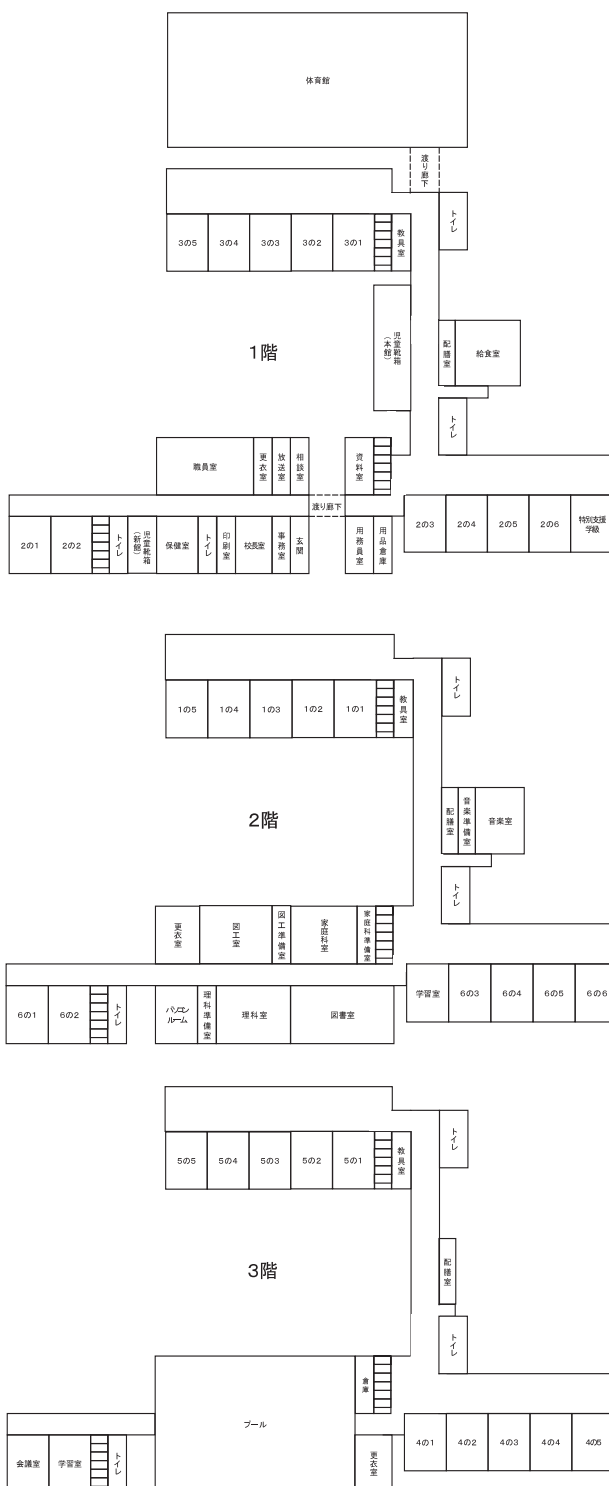 体育館
渡り廊下
トイレ
3の5 3の4 3の3 3の2 3の1 教具室
児童靴箱(本館)
1階
配膳室 給食室
トイレ
職員室 更衣室 放送室 相談室 資料室
渡り廊下
2の3 2の4 2の5 2の6 特別支援学級
2の1 2の2 トイレ 児童靴箱(新館) 保健室 トイレ 印刷室 校長室 事務室 玄関 用務員室 用品倉庫
トイレ
1の5 1の4 1の3 1の2 1の1 教具室
2階
配膳室 音楽準備室 音楽室
トイレ
更衣室 図工室 図工準備室 家庭科室 家庭科準備室
学習室 6の3 6の4 6の5 6の6
6の1 6の2 トイレ パソコンルーム 理科準備室 理科室 図書室
トイレ
5の5 5の4 5の3 5の2 5の1 教具室
3階
配膳室
トイレ
倉庫
プール
4の1 4の2 4の3 4の4 4の5
会議室 学習室 トイレ 更衣室